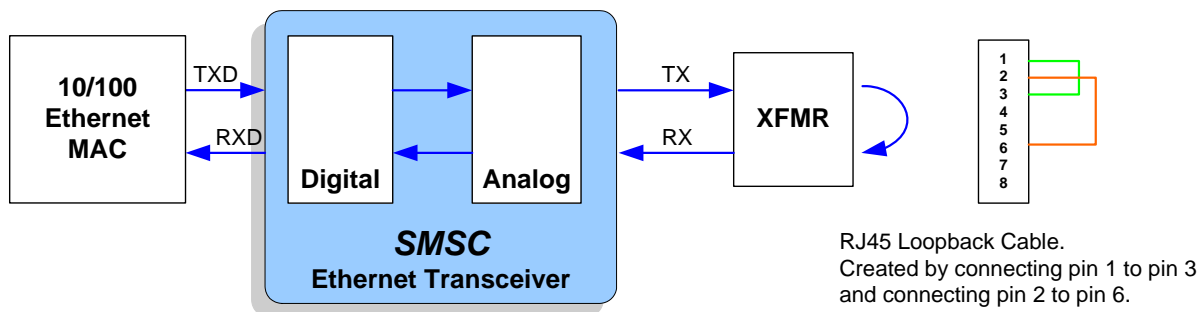 10/100
Ethernet
MAC
TXD
RXD
Digital
Analog
SMSC
Ethernet Transceiver
TX
RX
XFMR
1
2
3
4
5
6
7
8
RJ45 Loopback Cable.
Created by connecting pin 1 to pin 3
and connecting pin 2 to pin 6.